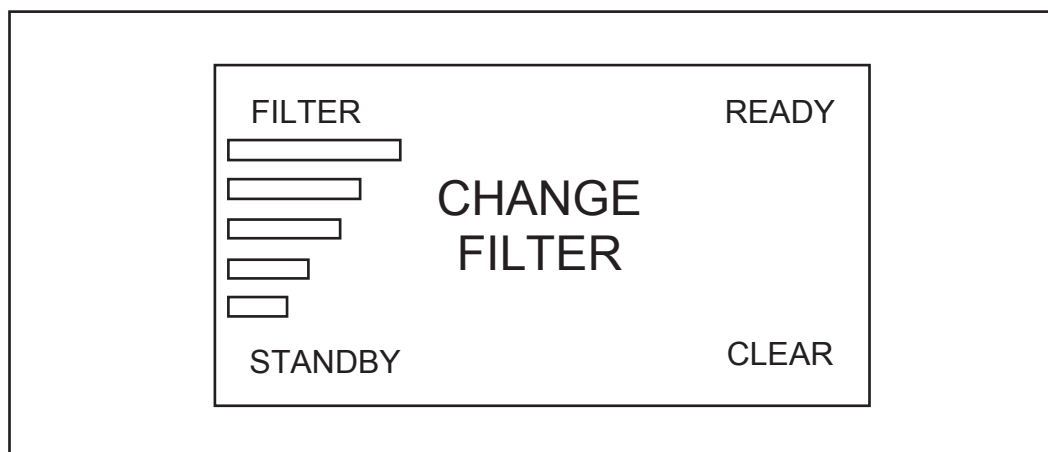 FILTER
READY
CHANGE
FILTER
STANDBY
CLEAR